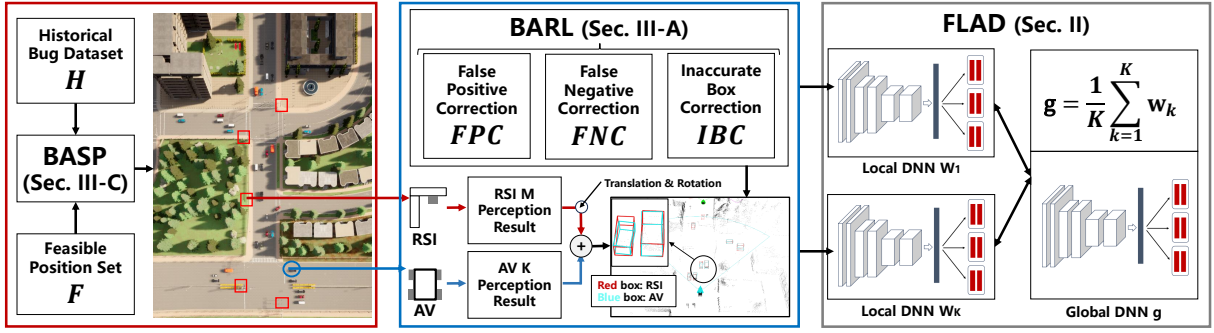 Historical
Bug Dataset
H
BASP
(Sec. III-C)
Feasible
Position Set
F
BARL (Sec. III-A)
False
Positive
Correction
FPC
False
Negative
Correction
FNC
Inaccurate
Box
Correction
IBC
RSI
RSI M
Perception
Result
Translation & Rotation
+
AV
AV K
Perception
Result
Red box: RSI
Blue box: AV
FLAD (Sec. II)
Local DNN W1
Local DNN WK
g = 1/K ∑_{k=1}^{K} w_k
Global DNN g